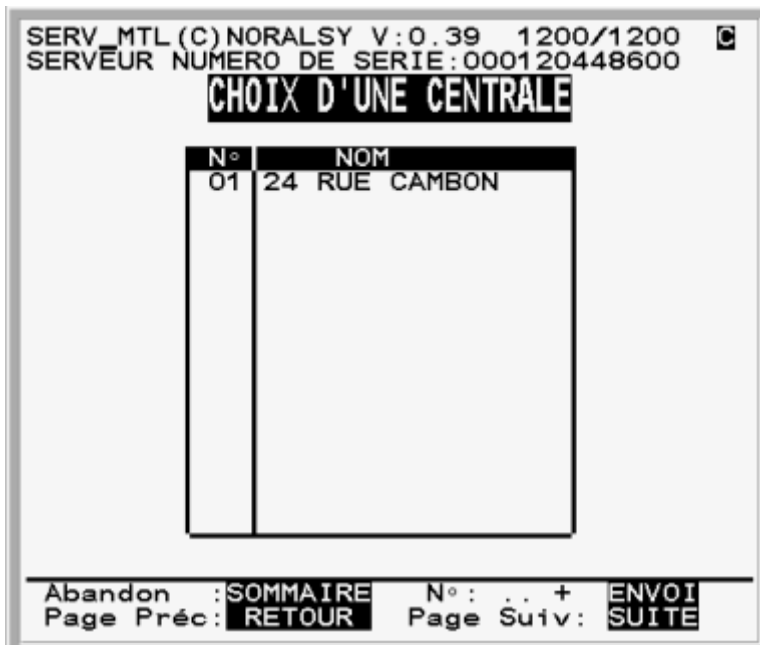 SERV_MTL(C)NORALSY V:0.39 1200/1200 C
SERVEUR NUMERO DE SERIE:000120448600
CHOIX D'UNE CENTRALE
N° NOM
01 24 RUE CAMBON
Abandon :SOMMAIRE N°: .. + ENVOI
Page Préc: RETOUR Page Suiv: SUITE